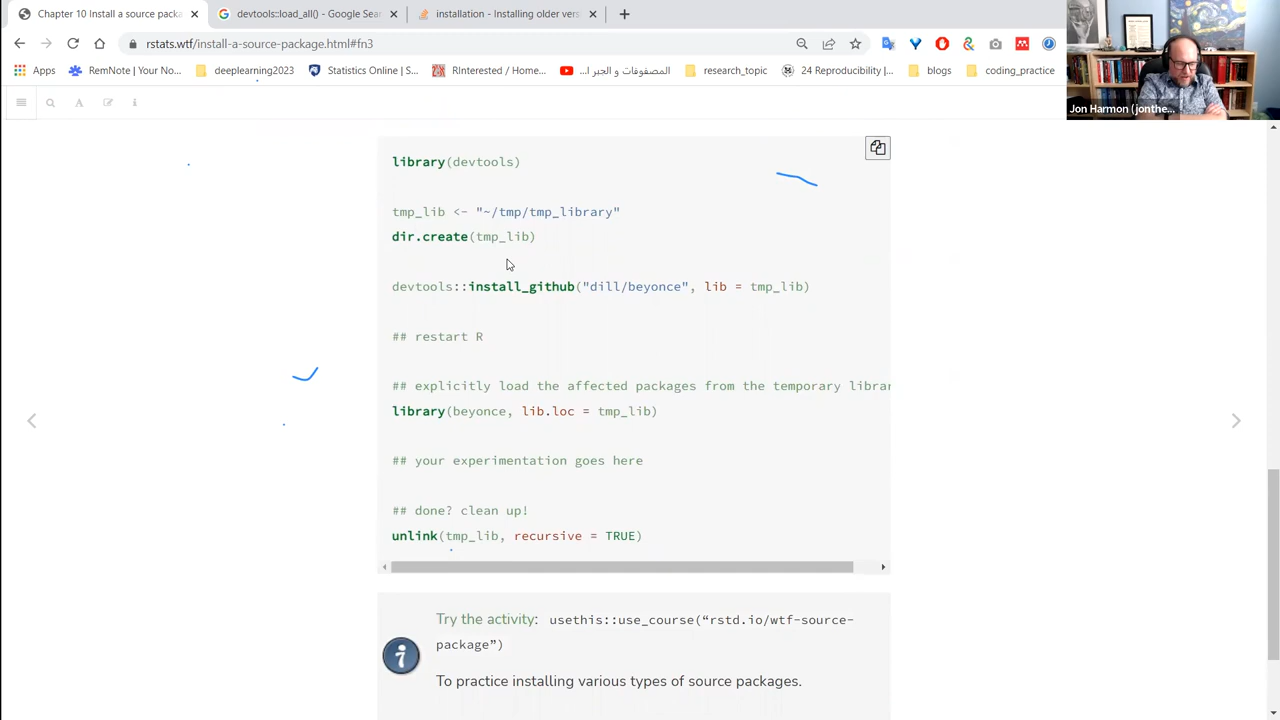 Chapter 10 Install a source packa
devtools::load_all() - Google Sea
installation - Installing older vers
rstats.wtf/install-a-source-package.html#fn3
Apps
RemNote | Your No...
deeplearning2023
Statistics Online | S...
RInterested / Hom...
المصفوفات و الجبر ا...
research_topic
24 Reproducibility |...
blogs
coding_practice
Jon Harmon (jonthe...
library(devtools)
tmp_lib <- "~/tmp/tmp_library"
dir.create(tmp_lib)
devtools::install_github("dill/beyonce", lib = tmp_lib)
## restart R
## explicitly load the affected packages from the temporary librar
library(beyonce, lib.loc = tmp_lib)
## your experimentation goes here
## done? clean up!
unlink(tmp_lib, recursive = TRUE)
Try the activity: usethis::use_course(“rstd.io/wtf-source-
package”)
To practice installing various types of source packages.